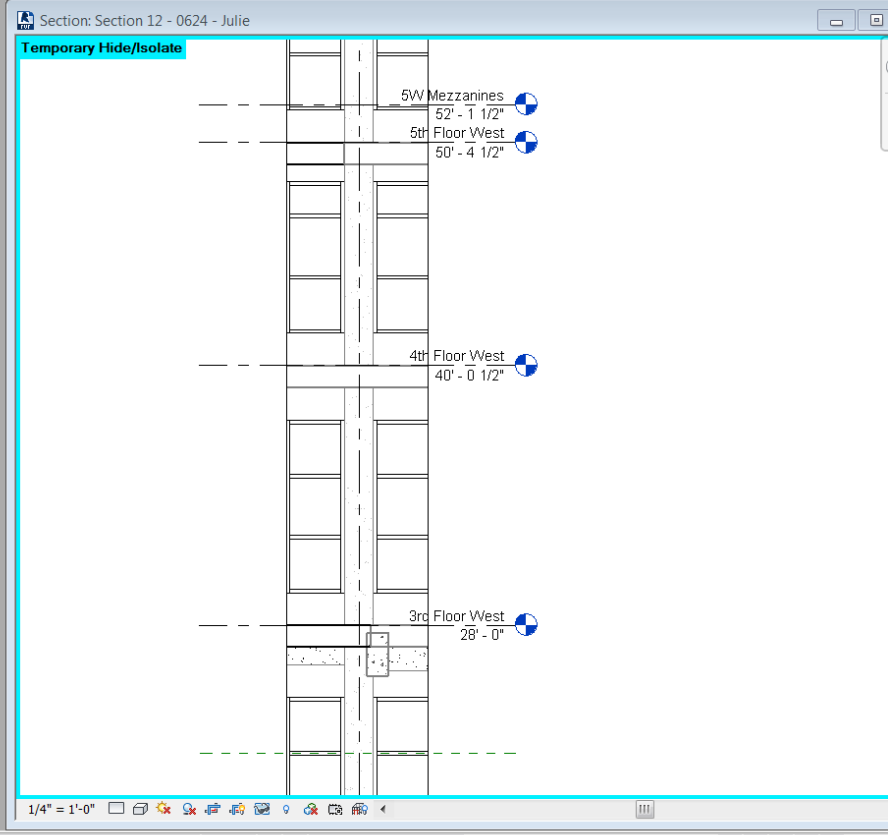 Section: Section 12 - 0624 - Julie
Temporary Hide/Isolate
5W Mezzanines
52' - 1 1/2"
5th Floor West
50' - 4 1/2"
4th Floor West
40' - 0 1/2"
3rd Floor West
28' - 0"
1/4" = 1'-0"